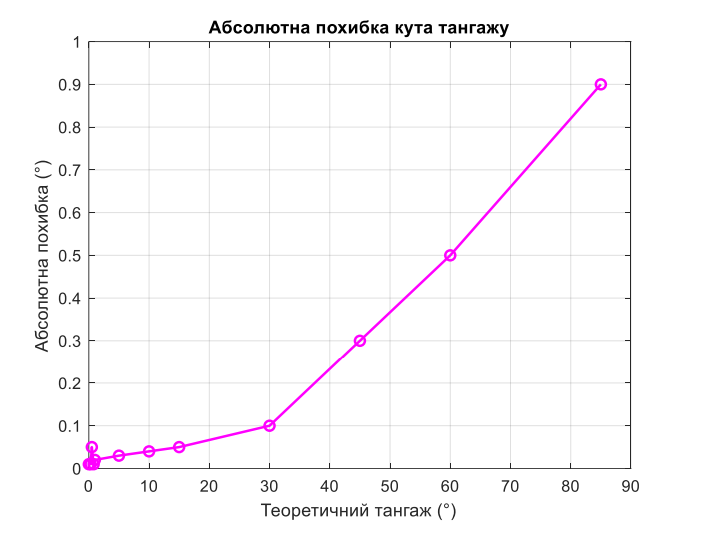 Абсолютна похибка кута тангажу
Абсолютна похибка (°)
1
0.9
0.8
0.7
0.6
0.5
0.4
0.3
0.2
0.1
0
0 10 20 30 40 50 60 70 80 90
Теоретичний тангаж (°)